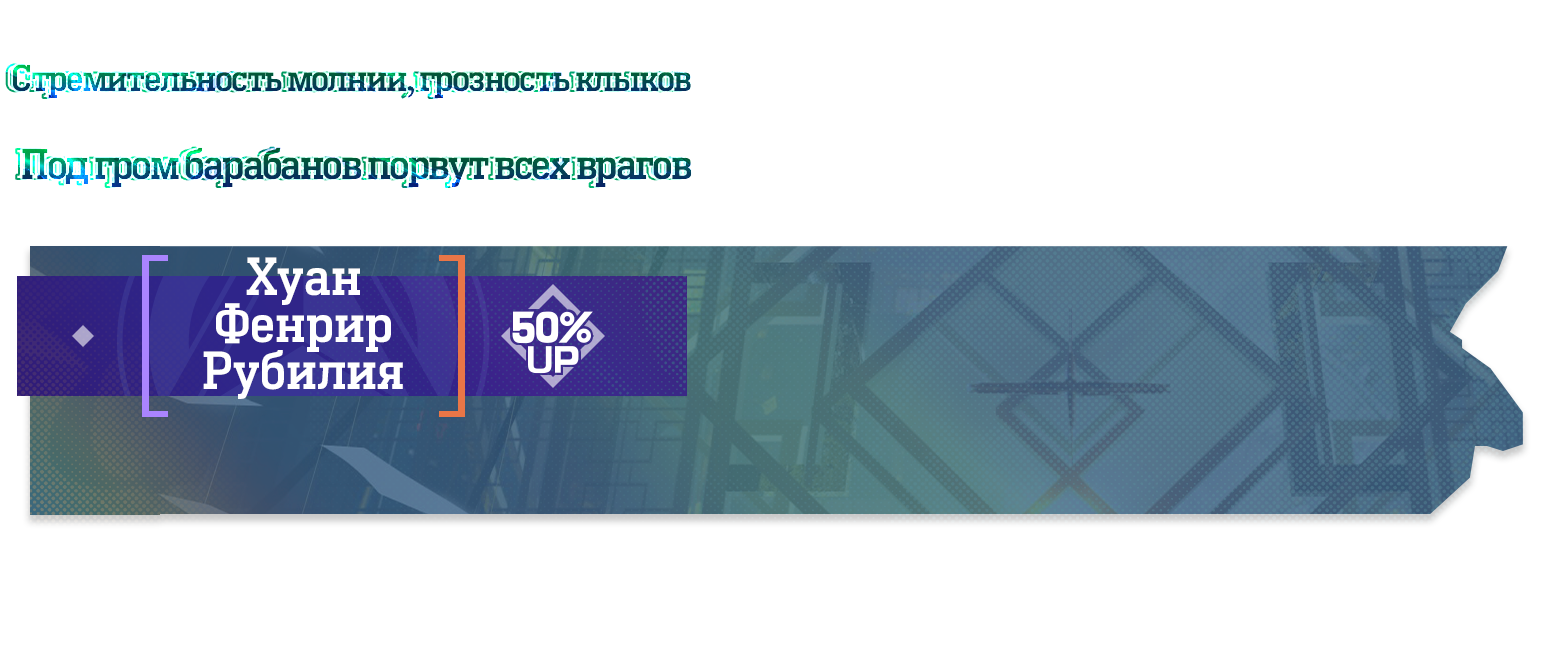 Стремительность молнии, грозность клыков
Под гром барабанов порвут всех врагов
Хуан
Фенрир
Рубилия
50%
UP